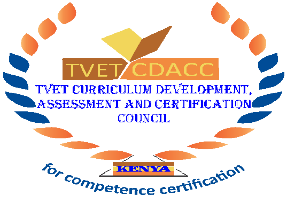 TVET CDACC
TVET CURRICULUM DEVELOPMENT,
ASSESSMENT AND CERTIFICATION
COUNCIL
KENYA
for competence certification